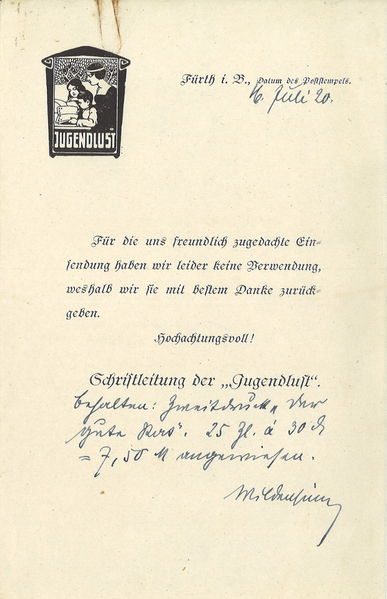 JUGENDLUST
Fürth i. B., Datum des Poststempels.
16. Juli 20.
Für die uns freundlich zugedachte Ein-
sendung haben wir leider keine Verwendung,
weshalb wir sie mit bestem Danke zurück-
geben.
Hochachtungsvoll!
Schriftleitung der „Jugendlust“.
Behalten: Zweitdruck „Der
gute Rat“. 25 Zl. á 30 d
= 7,50 M angewiesen.